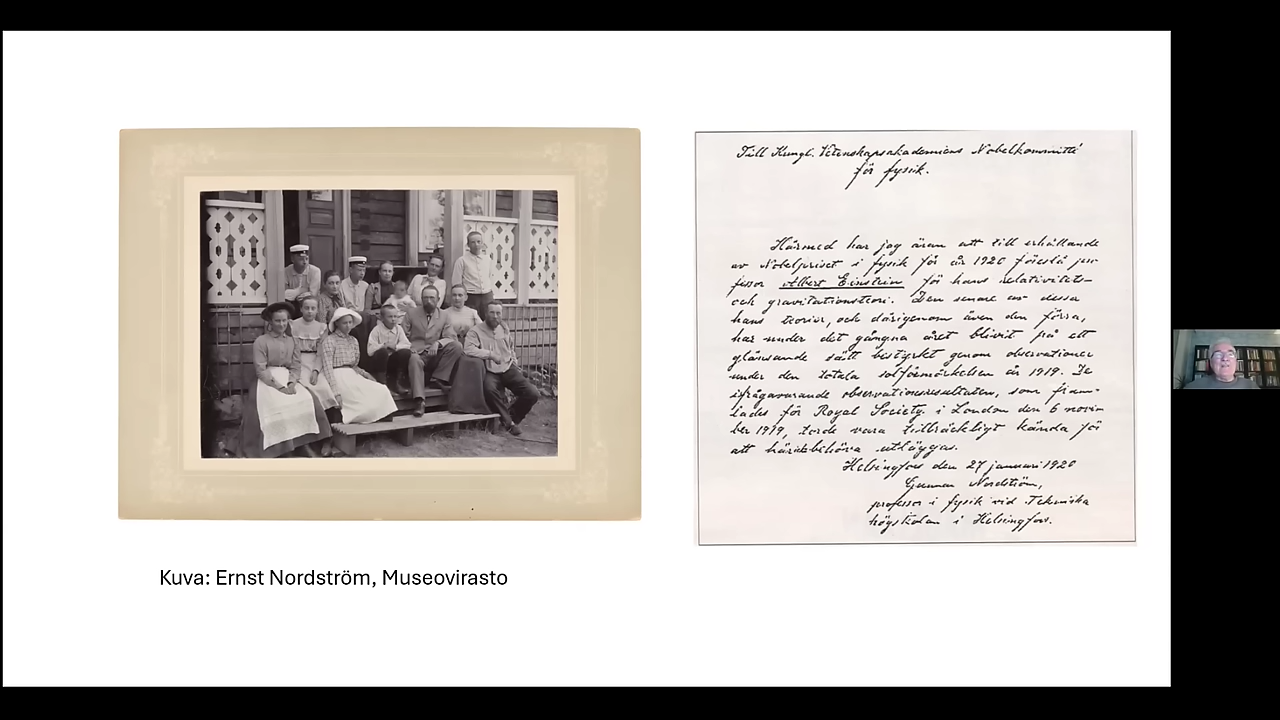 Till Kungl. Vetenskapsakademiens Nobelkommitté
för fysik.
Härmed har jag äran att till erhållande
av Nobelpriset i fysik för år 1920 föreslå pro-
fessor Albert Einstein för hans relativitets-
och gravitationsteori. Den senare av dessa
hans teorier, och därigenom även den förra,
har under det gångna året blivit på ett
glänsande sätt bestyrkt genom observationer
under den totala solförmörkelsen år 1919. De
ifrågavarande observationsresultaten, som fram-
lades för Royal Society i London den 6 novem-
ber 1919, torde vara tillräckligt kända för
att här behöva utläggas.
Helsingfors den 27 januari 1920
Gunnar Nordström,
professor i fysik vid Tekniska
högskolan i Helsingfors.
Kuva: Ernst Nordström, Museovirasto